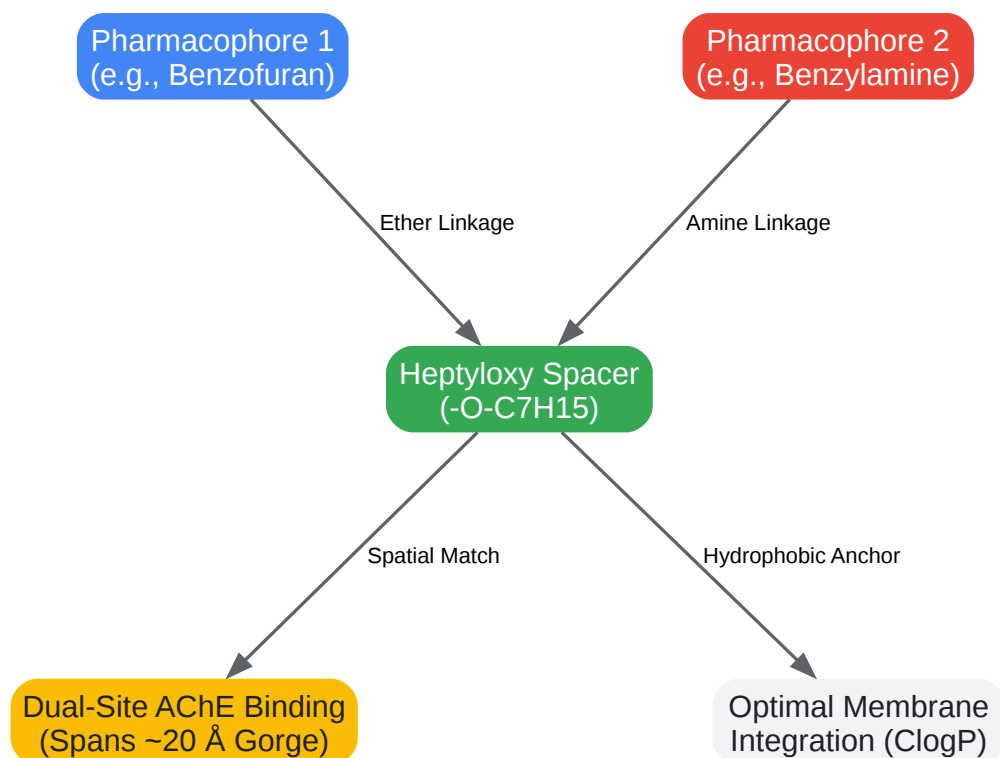 Pharmacophore 1
(e.g., Benzofuran)
Pharmacophore 2
(e.g., Benzylamine)
Ether Linkage
Amine Linkage
Heptyloxy Spacer
(-O-C7H15)
Spatial Match
Hydrophobic Anchor
Dual-Site AChE Binding
(Spans ~20 Å Gorge)
Optimal Membrane
Integration (ClogP)